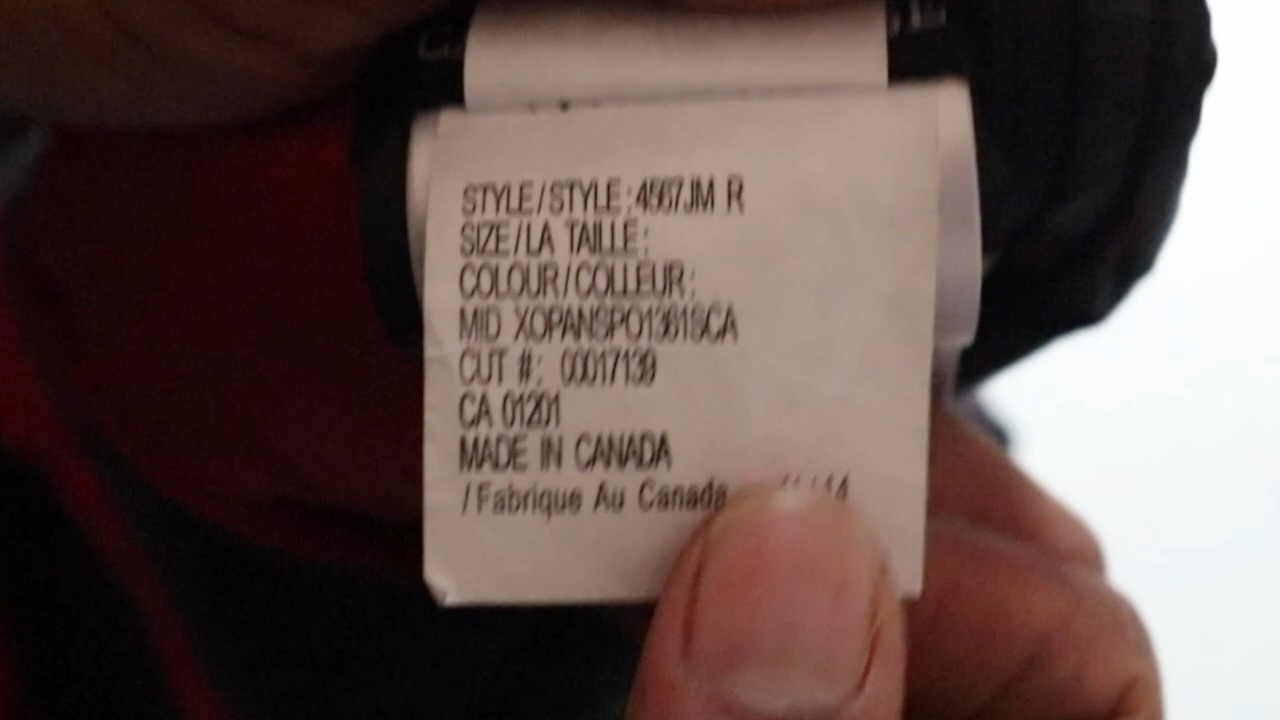 STYLE/STYLE:4567JM R
SIZE/LA TAILLE:
COLOUR/COLLEUR:
MID XOPANSPO1361SCA
CUT #: 00017139
CA 01201
MADE IN CANADA
/Fabrique Au Canada